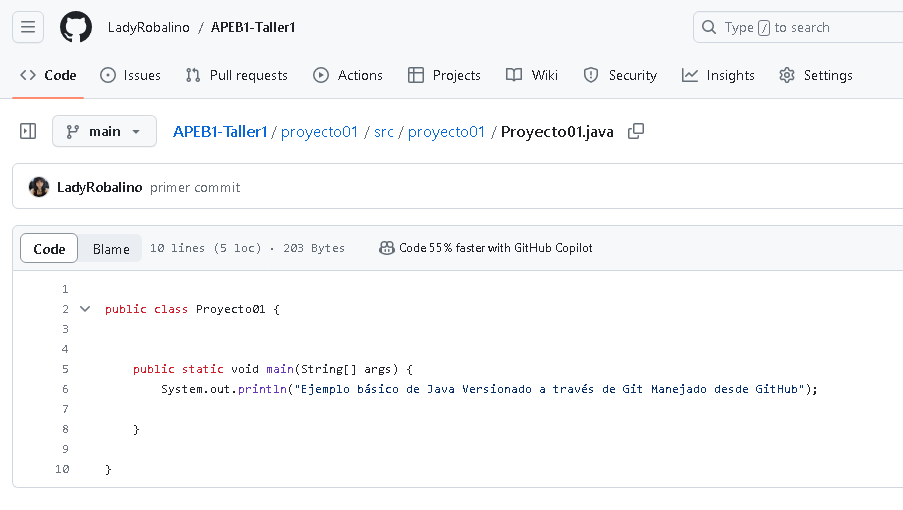 LadyRobalino / APEB1-Taller1
Type / to search
Code Issues Pull requests Actions Projects Wiki Security Insights Settings
main APEB1-Taller1 / proyecto01 / src / proyecto01 / Proyecto01.java
LadyRobalino primer commit
Code Blame 10 lines (5 loc) · 203 Bytes Code 55% faster with GitHub Copilot
1
2 public class Proyecto01 {
3
4
5 public static void main(String[] args) {
6 System.out.println("Ejemplo básico de Java Versionado a través de Git Manejado desde GitHub");
7
8 }
9
10 }